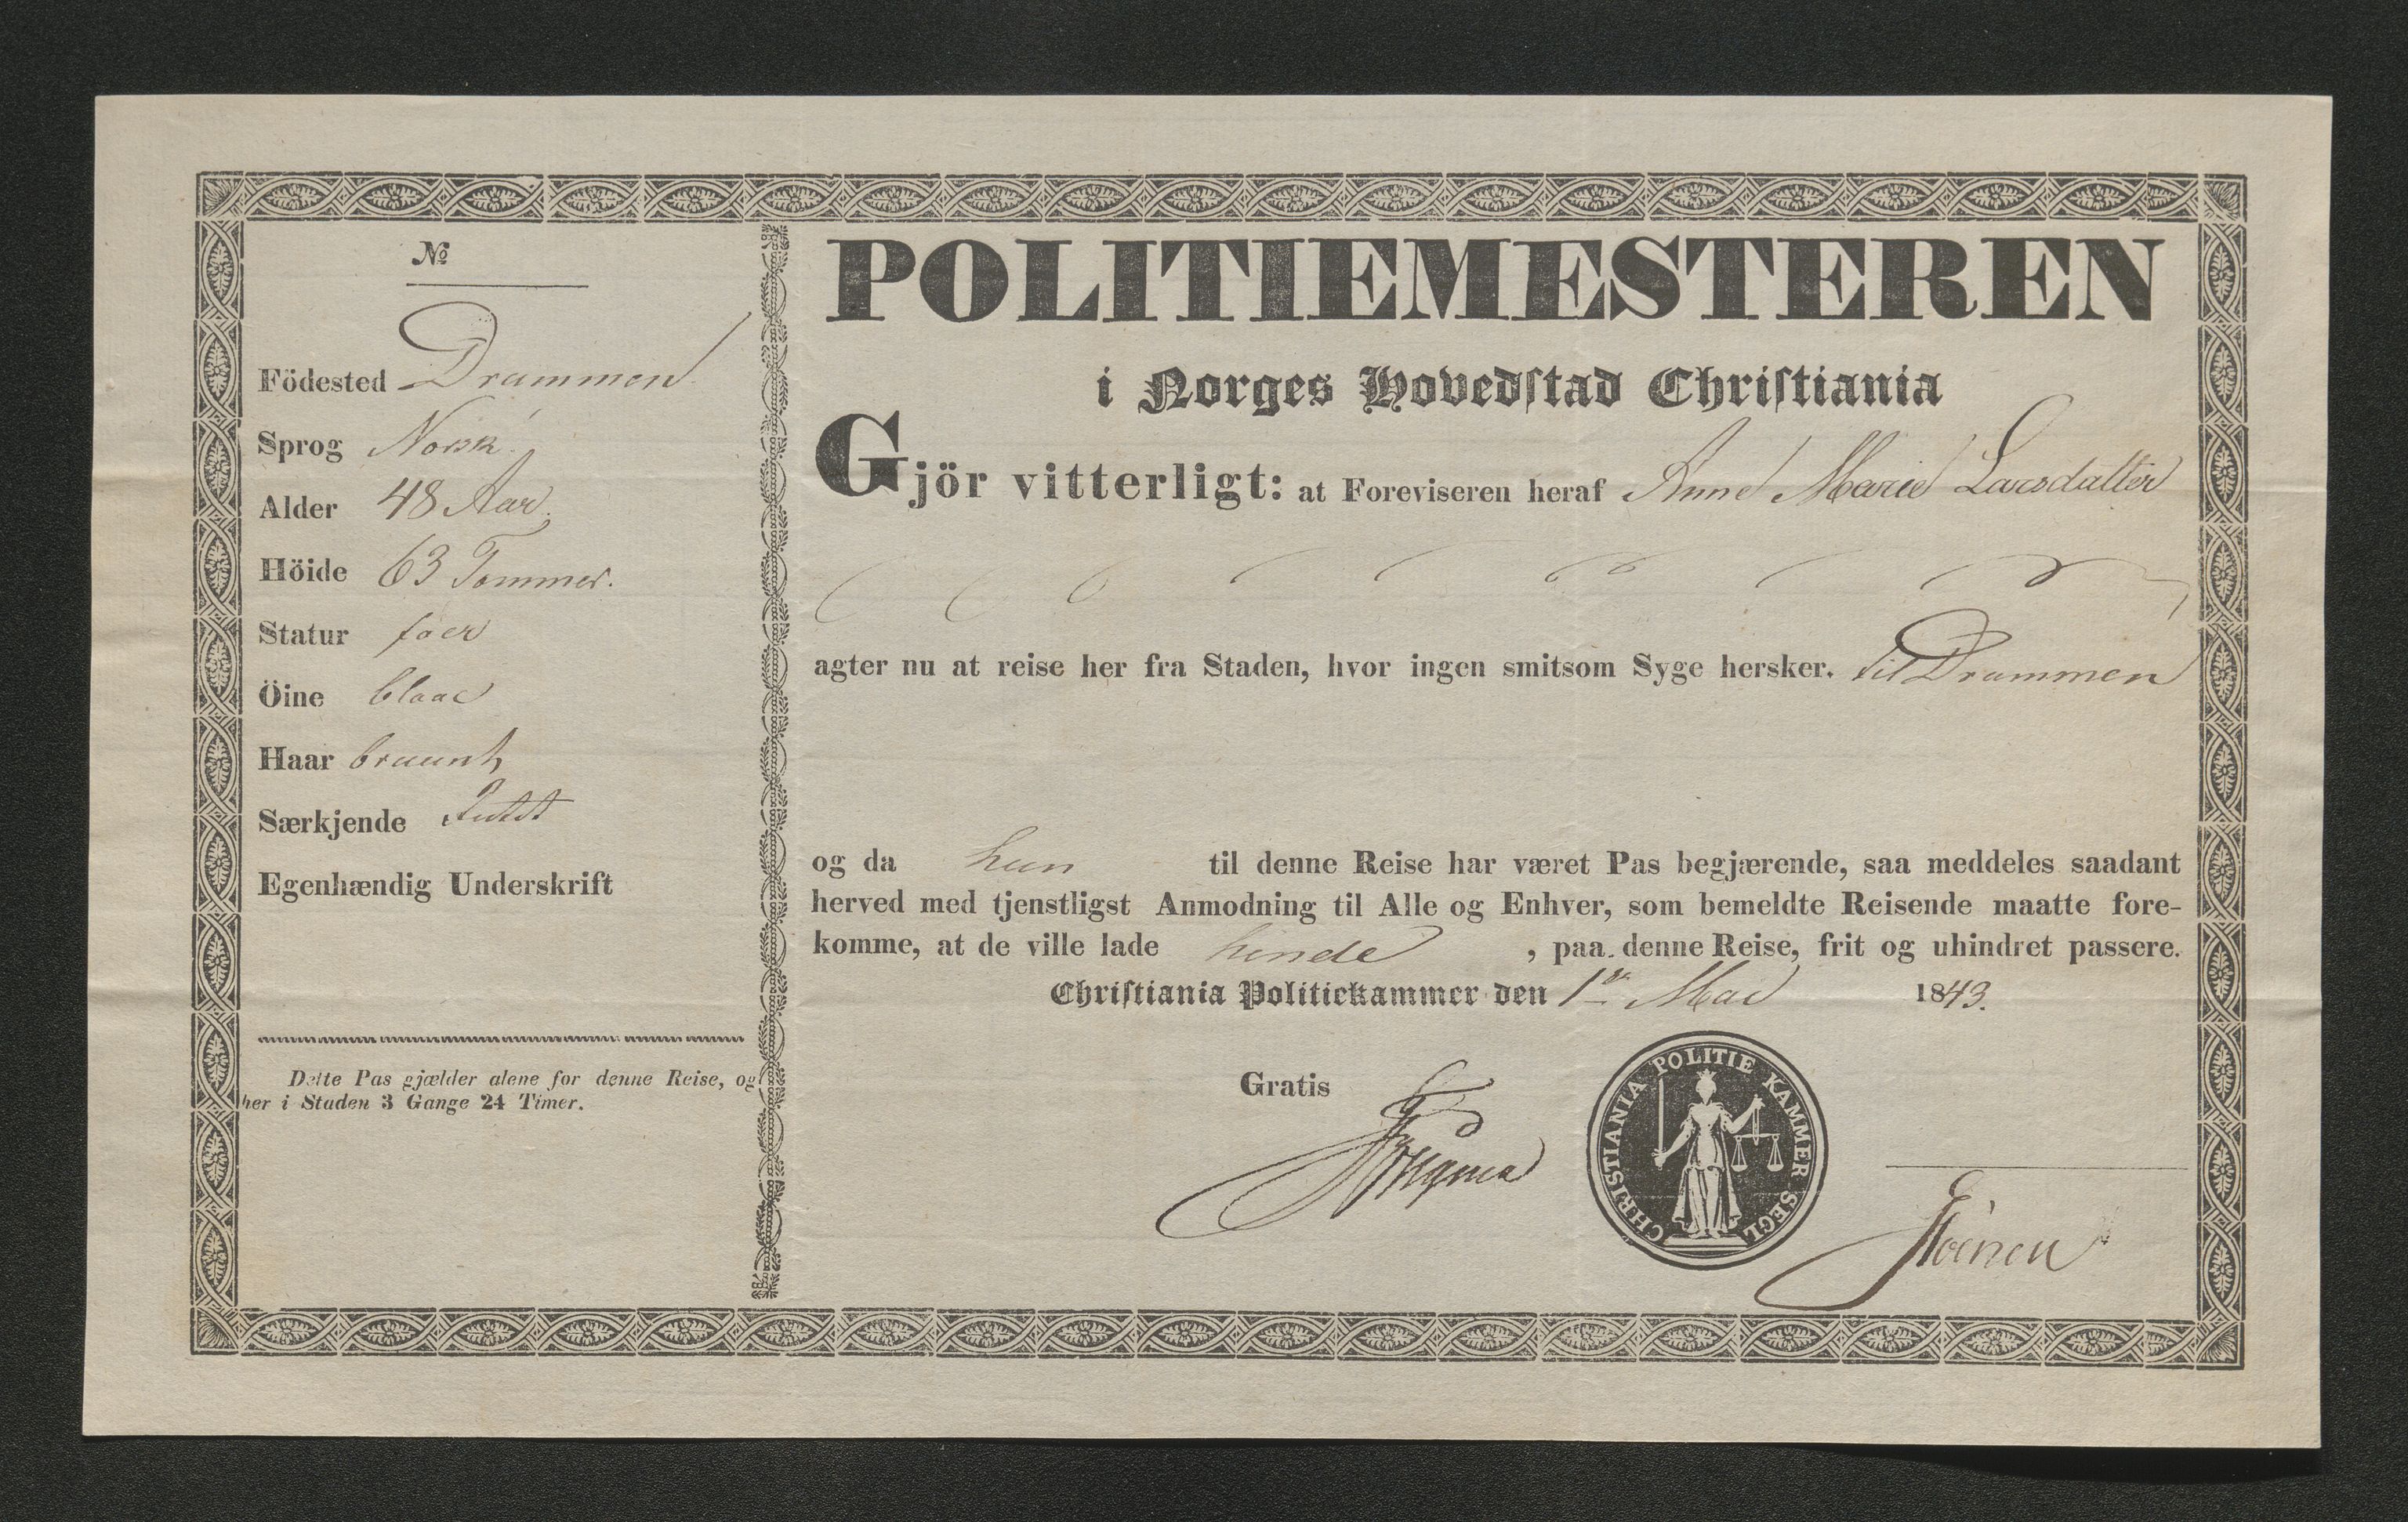 №
Födested Drammen
Sprog Norsk
Alder 48 Aar.
Höide 63 Tommer.
Statur før
Öine blaae
Haar bruunt
Særkjende Intet
Egenhændig Underskrift
Dette Pas gjælder alene for denne Reise, og
her i Staden 3 Gange 24 Timer.
POLITIEMESTEREN
i Norges Hovedstad Christiania
Gjör vitterligt: at Foreviseren heraf Anne Marie Larsdatter
agter nu at reise her fra Staden, hvor ingen smitsom Syge hersker. til Drammen
og da hun til denne Reise har været Pas begjærende, saa meddeles saadant
herved med tjenstligst Anmodning til Alle og Enhver, som bemeldte Reisende maatte fore-
komme, at de ville lade hende , paa denne Reise, frit og uhindret passere.
Christiania Politiekammer den 1ste Mai 1843.
Gratis
CHRISTIANIA POLITIE KAMMER SEGL